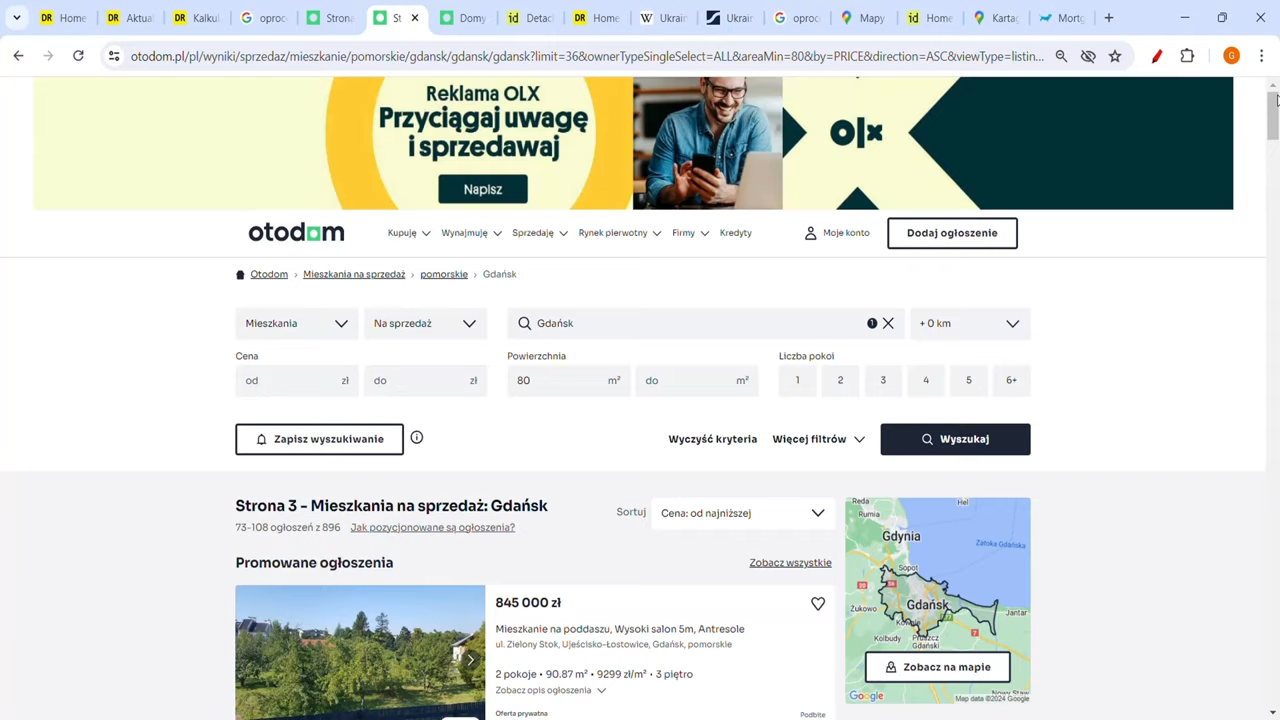 Home
Aktual
Kalkul
oproc
Strona
St
Domy
Detach
Home
Ukrain
Ukrain
oproc
Mapy
Home
Kartag
Mortg
otodom.pl/pl/wyniki/sprzedaz/mieszkanie/pomorskie/gdansk/gdansk/gdansk?limit=36&ownerTypeSingleSelect=ALL&areaMin=80&by=PRICE&direction=ASC&viewType=listin...
G
Reklama OLX
Przyciągaj uwagę
i sprzedawaj
Napisz
olx
otodom
Kupuję Wynajmuję Sprzedaję Rynek pierwotny Firmy Kredyty Moje konto Dodaj ogłoszenie
Otodom › Mieszkania na sprzedaż › pomorskie › Gdańsk
Mieszkania Na sprzedaż Gdańsk 1 + 0 km
Cena Powierzchnia Liczba pokoi
od zł do zł 80 m² do m² 1 2 3 4 5 6+
Zapisz wyszukiwanie Wyczyść kryteria Więcej filtrów Wyszukaj
Strona 3 - Mieszkania na sprzedaż: Gdańsk
73-108 ogłoszeń z 896 Jak pozycjonowane są ogłoszenia?
Sortuj Cena: od najniższej
Promowane ogłoszenia Zobacz wszystkie
845 000 zł
Mieszkanie na poddaszu, Wysoki salon 5m, Antresole
ul. Zielony Stok, Ujeścisko-Łostowice, Gdańsk, pomorskie
2 pokoje • 90.87 m² • 9299 zł/m² • 3 piętro
Zobacz opis ogłoszenia
Oferta prywatna Podbite
Reda
Hel
Rumia
Gdynia
Zatoka Gdańska
Sopot
Żukowo
Gdańsk
Jantar
Kolbudy
Pruszcz
Gdański
Zobacz na mapie
Google
Map data ©2024 Google